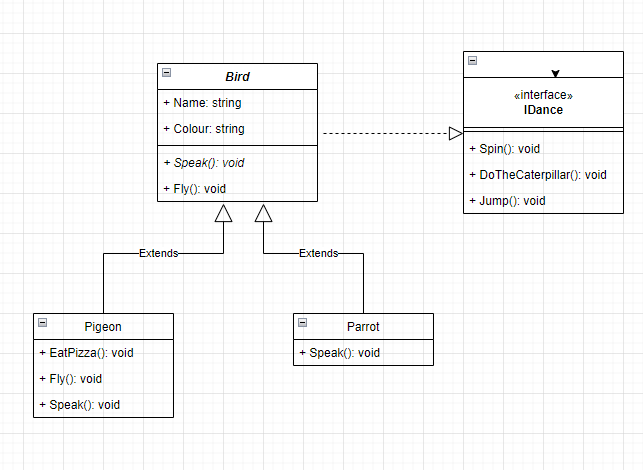 Bird
+ Name: string
+ Colour: string
+ Speak(): void
+ Fly(): void
«interface»
IDance
+ Spin(): void
+ DoTheCaterpillar(): void
+ Jump(): void
Extends
Extends
Pigeon
+ EatPizza(): void
+ Fly(): void
+ Speak(): void
Parrot
+ Speak(): void